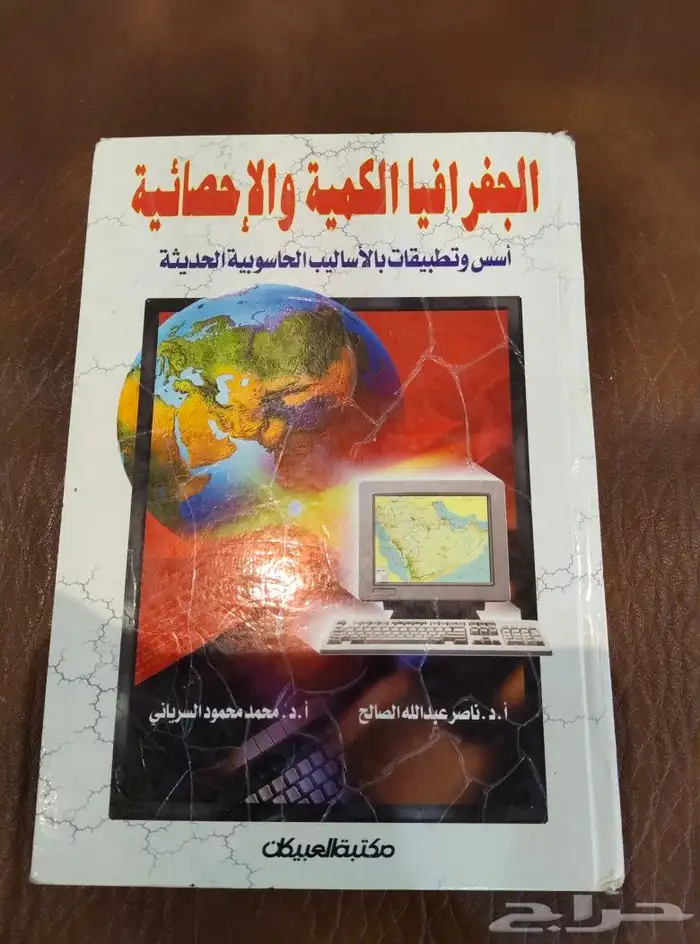 الجغرافيا الكمية والإحصائية
أسس وتطبيقات بالأساليب الحاسوبية الحديثة
أ.د. ناصر عبدالله الصالح أ.د. محمد محمود السرياني
مكتبة العبيكان
حراج